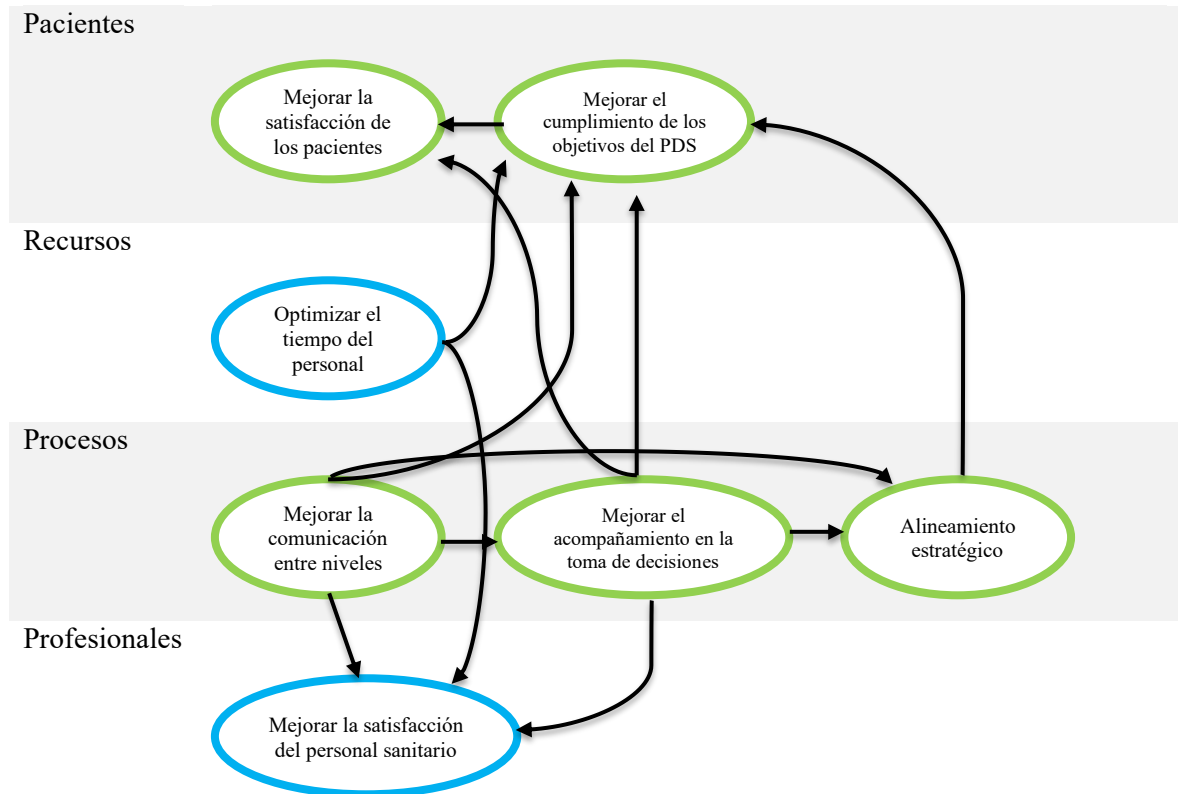 Pacientes
Mejorar la
satisfacción de
los pacientes
Mejorar el
cumplimiento de los
objetivos del PDS
Recursos
Optimizar el
tiempo del
personal
Procesos
Mejorar la
comunicación
entre niveles
Mejorar el
acompañamiento en la
toma de decisiones
Alineamiento
estratégico
Profesionales
Mejorar la satisfacción
del personal sanitario